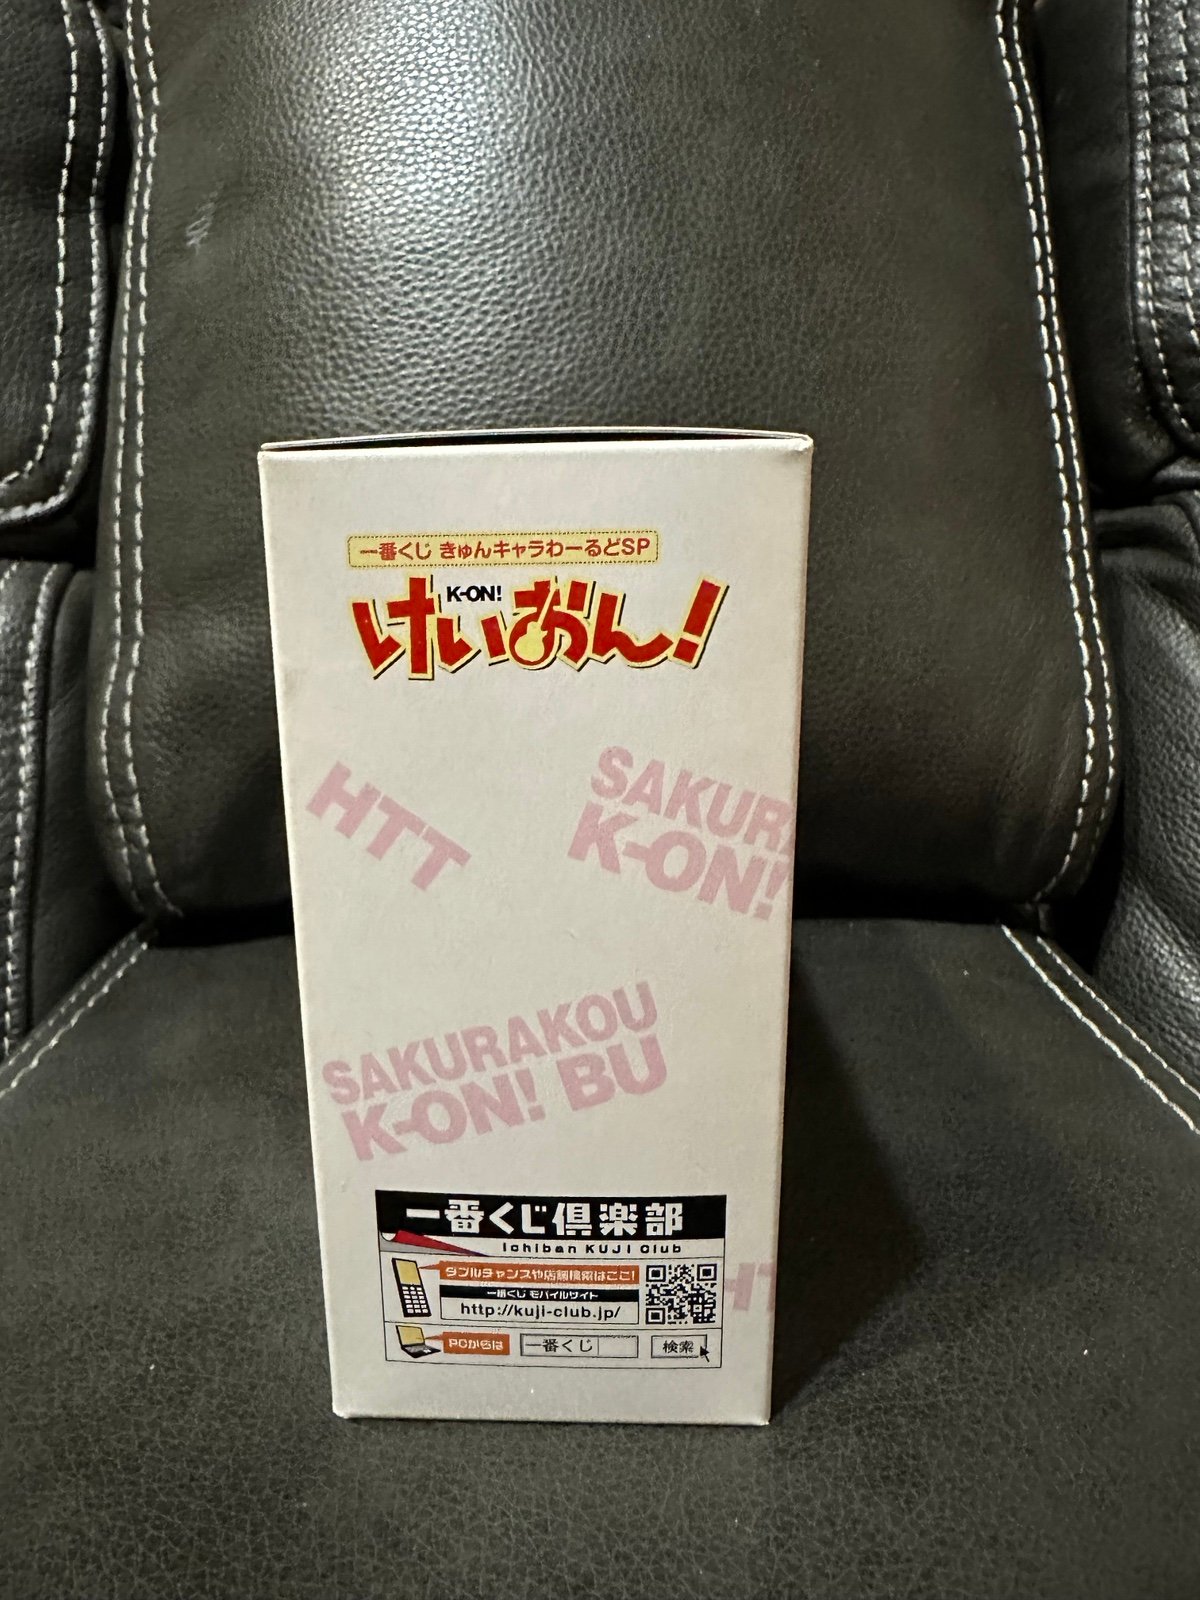 一番くじ きゅんキャラわーるどSP
K-ON!
けいおん!
HTT
SAKURA
K-ON!
SAKURAKOU
K-ON! BU
一番くじ倶楽部
Ichiban KUJI Club
ダブルチャンスや店舗検索はここ!
一番くじ モバイルサイト
http://kuji-club.jp/
HT
PCからは 一番くじ 検索